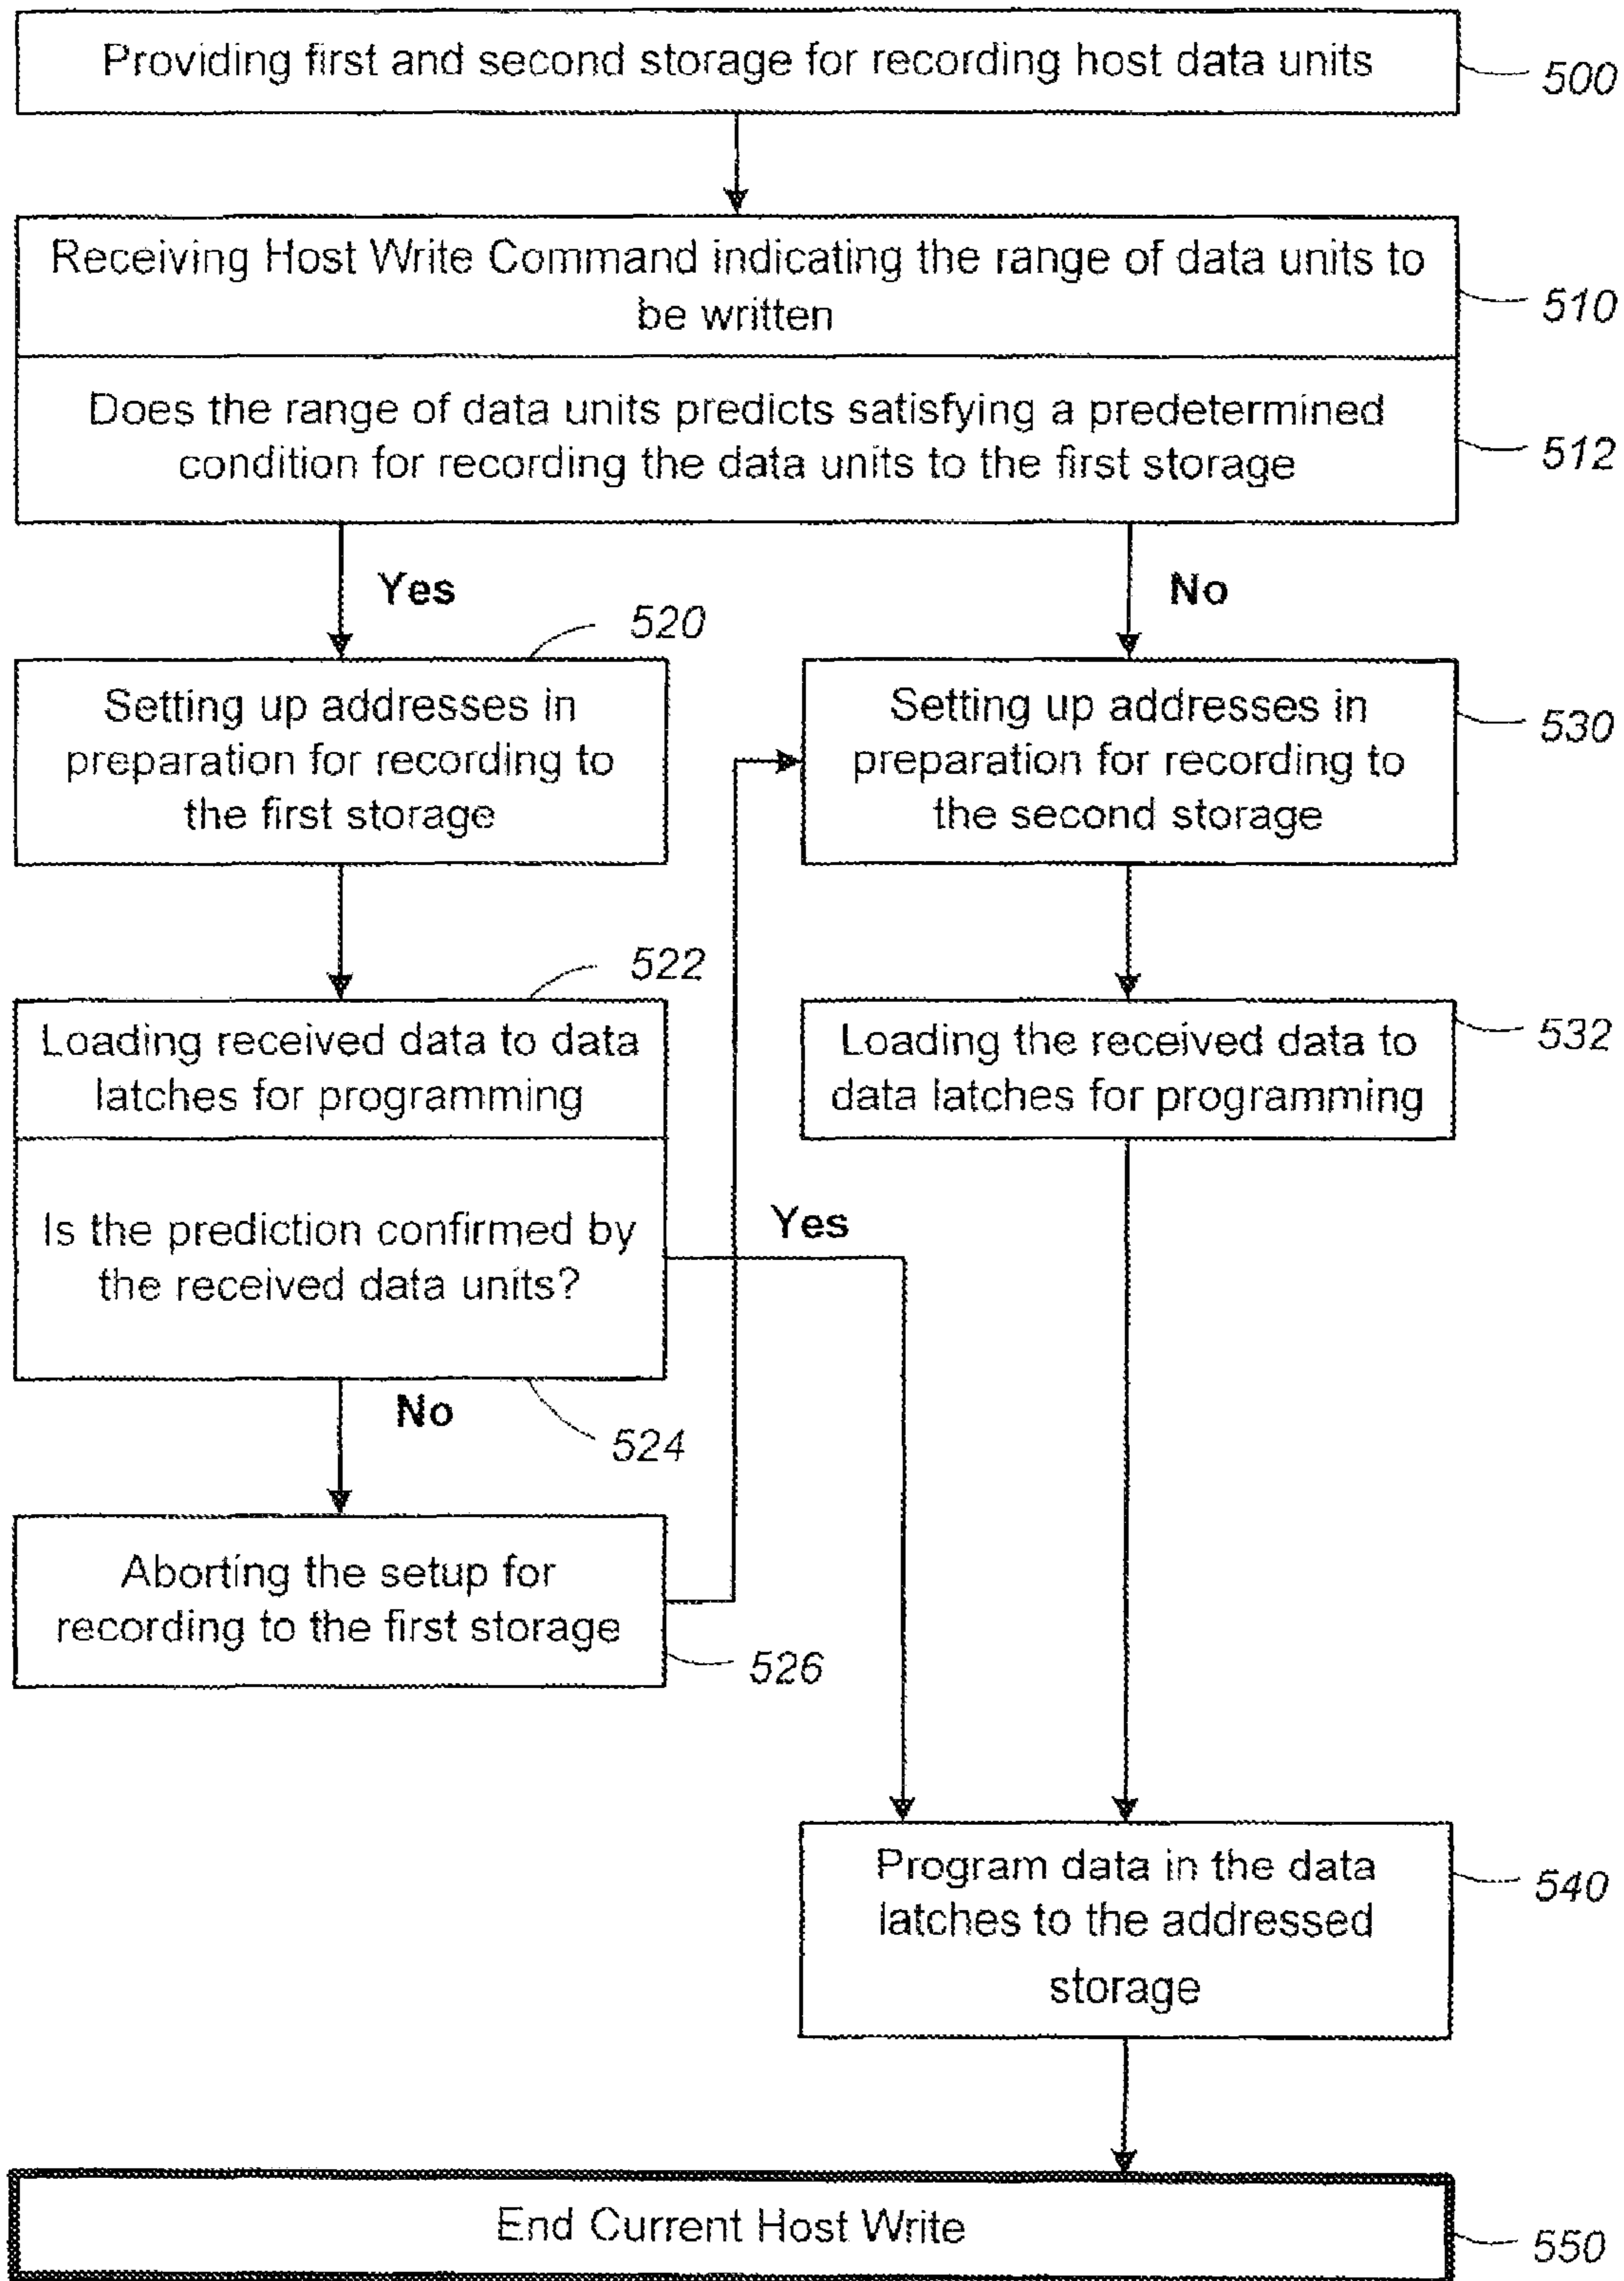 Providing first and second storage for recording host data units
500
Receiving Host Write Command indicating the range of data units to
be written
510
Does the range of data units predicts satisfying a predetermined
condition for recording the data units to the first storage
512
Yes
No
520
Setting up addresses in
preparation for recording to
the first storage
Setting up addresses in
preparation for recording to
the second storage
530
522
Loading received data to data
latches for programming
Loading the received data to
data latches for programming
532
Is the prediction confirmed by
the received data units?
Yes
No
524
Aborting the setup for
recording to the first storage
526
Program data in the data
latches to the addressed
storage
540
End Current Host Write
550